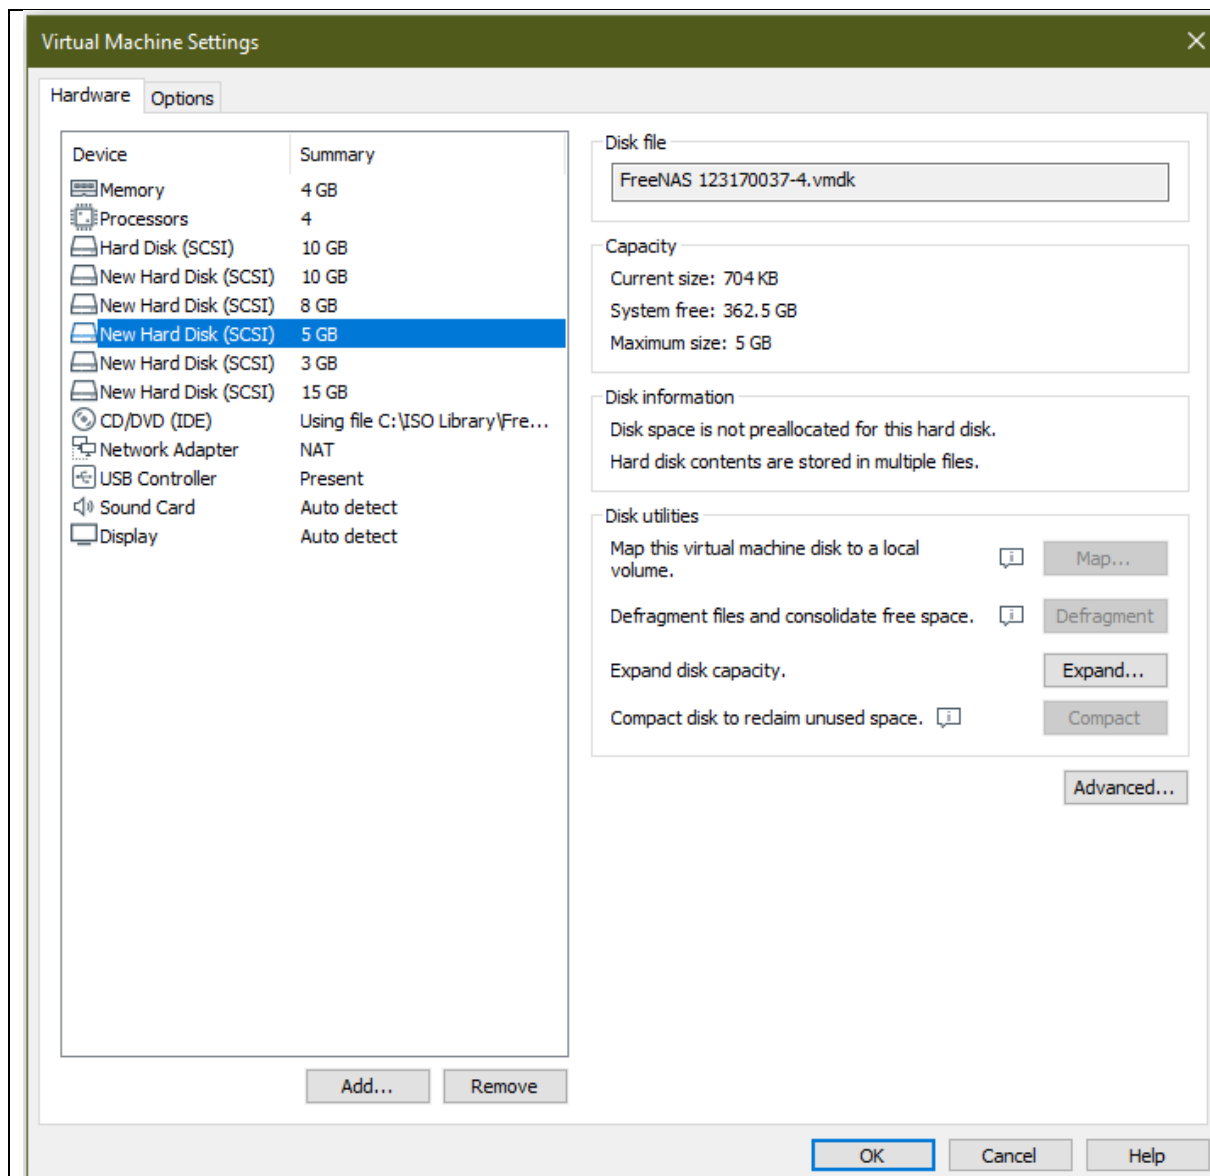 Virtual Machine Settings
Hardware Options
Device Summary
Memory 4 GB
Processors 4
Hard Disk (SCSI) 10 GB
New Hard Disk (SCSI) 10 GB
New Hard Disk (SCSI) 8 GB
New Hard Disk (SCSI) 5 GB
New Hard Disk (SCSI) 3 GB
New Hard Disk (SCSI) 15 GB
CD/DVD (IDE) Using file C:\ISO Library\Fre...
Network Adapter NAT
USB Controller Present
Sound Card Auto detect
Display Auto detect
Add... Remove
Disk file
FreeNAS 123170037-4.vmdk
Capacity
Current size: 704 KB
System free: 362.5 GB
Maximum size: 5 GB
Disk information
Disk space is not preallocated for this hard disk.
Hard disk contents are stored in multiple files.
Disk utilities
Map this virtual machine disk to a local
volume.
Map...
Defragment files and consolidate free space. Defragment
Expand disk capacity. Expand...
Compact disk to reclaim unused space. Compact
Advanced...
OK Cancel Help